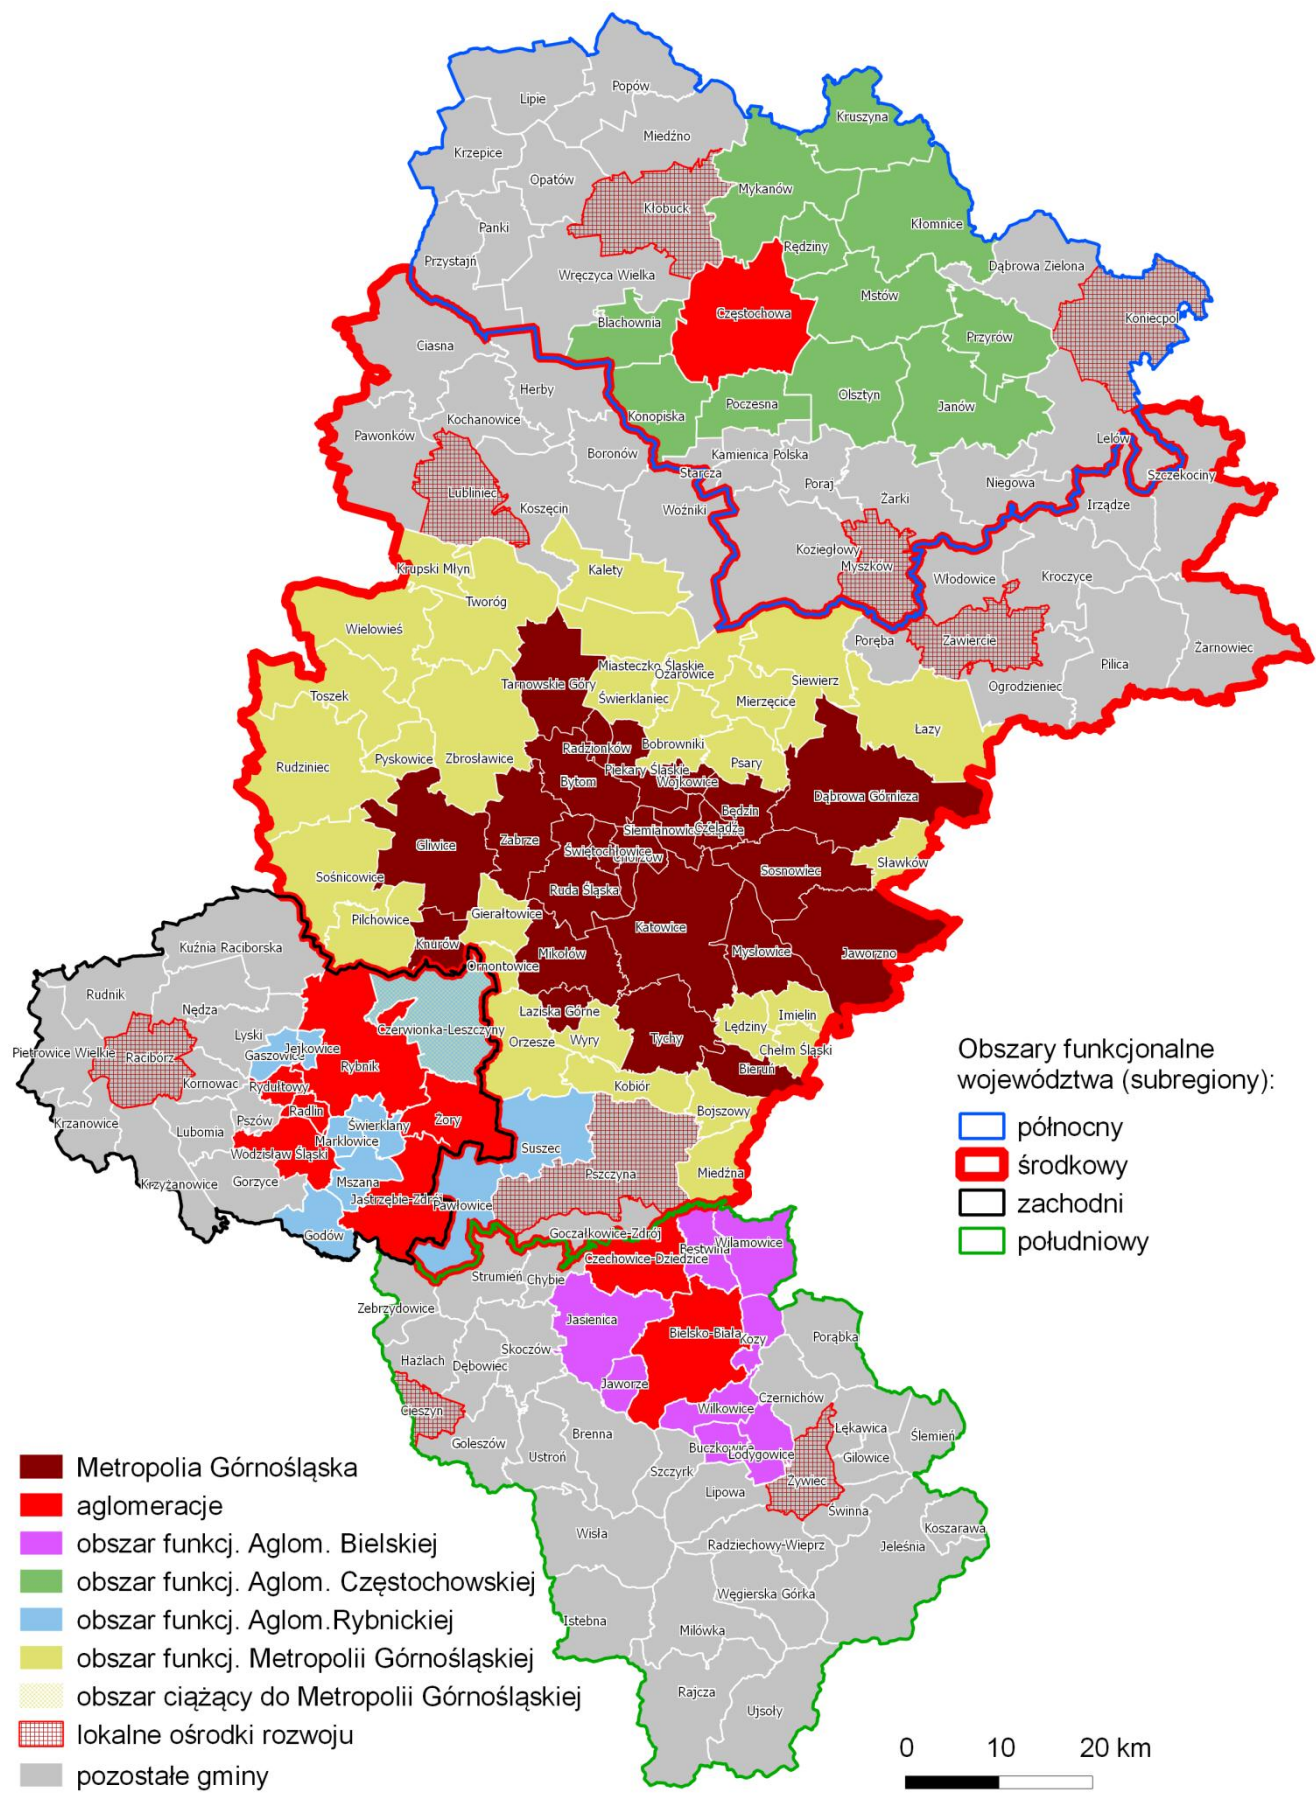 Popów
Lipie
Kruszyna
Miedźno
Krzepice
Opatów
Mykanów
Kłobuck
Kłomnice
Panki
Rędziny
Przystajń
Dąbrowa Zielona
Wręczyca Wielka
Mstów
Częstochowa
Koniecpol
Blachownia
Przyrów
Ciasna
Herby
Olsztyn
Poczesna
Janów
Konopiska
Kochanowice
Pawonków
Lelów
Boronów
Kamienica Polska
Starcza
Szczekociny
Poraj
Niegowa
Lubliniec
Żarki
Irządze
Koszęcin
Woźniki
Koziegłowy
Myszków
Krupski Młyn
Kalety
Włodowice
Kroczyce
Tworóg
Wielowieś
Poręba
Zawiercie
Żarnowiec
Pilica
Miasteczko Śląskie
Ożarowice
Siewierz
Tarnowskie Góry
Ogrodzieniec
Toszek
Świerklaniec
Mierzęcice
Łazy
Radzionków
Bobrowniki
Pyskowice
Zbrosławice
Psary
Rudziniec
Piekary Śląskie
Bytom
Wojkowice
Dąbrowa Górnicza
Będzin
Siemianowice Śląskie
Czeladź
Zabrze
Gliwice
Świętochłowice
Chorzów
Sławków
Sosnowiec
Sośnicowice
Ruda Śląska
Gierałtowice
Pilchowice
Katowice
Knurów
Kuźnia Raciborska
Mikołów
Mysłowice
Jaworzno
Ornontowice
Rudnik
Nędza
Łaziska Górne
Imielin
Czerwionka-Leszczyny
Lędziny
Lyski
Tychy
Wyry
Orzesze
Jejkowice
Chełm Śląski
Pietrowice Wielkie
Racibórz
Gaszowice
Rybnik
Bieruń
Kornowac
Rydułtowy
Kobiór
Radlin
Bojszowy
Krzanowice
Pszów
Świerklany
Żory
Lubomia
Marklowice
Suszec
Wodzisław Śląski
Miedźna
Pszczyna
Krzyżanowice
Gorzyce
Mszana
Jastrzębie-Zdrój
Pawłowice
Godów
Goczałkowice-Zdrój
Wilamowice
Bestwina
Czechowice-Dziedzice
Strumień
Chybie
Zebrzydowice
Jasienica
Bielsko-Biała
Kozy
Porąbka
Skoczów
Hażlach
Dębowiec
Jaworze
Czernichów
Cieszyn
Wilkowice
Lękawica
Brenna
Ślemień
Goleszów
Buczkowice
Łodygowice
Ustroń
Gilowice
Szczyrk
Żywiec
Lipowa
Świnna
Koszarawa
Wisła
Radziechowy-Wieprz
Jeleśnia
Węgierska Górka
Istebna
Milówka
Rajcza
Ujsoły
Obszary funkcjonalne
województwa (subregiony):
północny
środkowy
zachodni
południowy
Metropolia Górnośląska
aglomeracje
obszar funkcj. Aglom. Bielskiej
obszar funkcj. Aglom. Częstochowskiej
obszar funkcj. Aglom.Rybnickiej
obszar funkcj. Metropolii Górnośląskiej
obszar ciążący do Metropolii Górnośląskiej
lokalne ośrodki rozwoju
pozostałe gminy
0 10 20 km